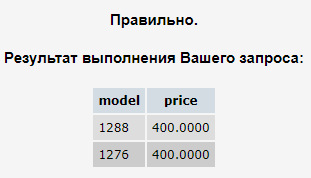 Правильно.
Результат выполнения Вашего запроса:
model price
1288 400.0000
1276 400.0000